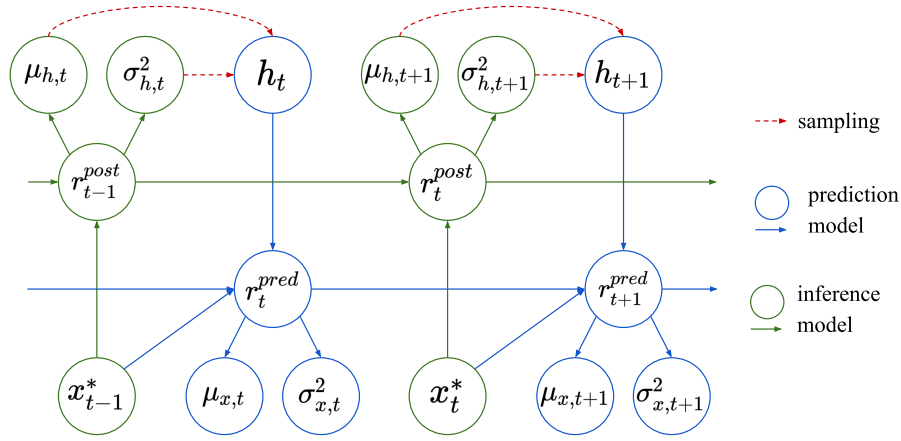 μ_{h,t} σ²_{h,t} h_t μ_{h,t+1} σ²_{h,t+1} h_{t+1}
sampling
r^{post}_{t−1} r^{post}_t
prediction
model
r^{pred}_t r^{pred}_{t+1}
inference
model
x^*_{t−1} μ_{x,t} σ²_{x,t} x^*_t μ_{x,t+1} σ²_{x,t+1}